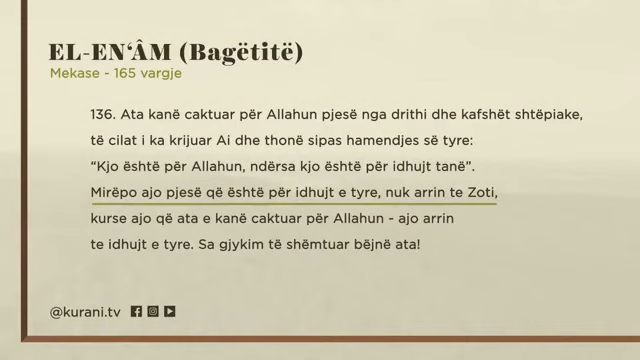 EL-EN‘ÂM (Bagëtitë)
Mekase - 165 vargje
136. Ata kanë caktuar për Allahun pjesë nga drithi dhe kafshët shtëpiake,
të cilat i ka krijuar Ai dhe thonë sipas hamendjes së tyre:
“Kjo është për Allahun, ndërsa kjo është për idhujt tanë”.
Mirëpo ajo pjesë që është për idhujt e tyre, nuk arrin te Zoti,
kurse ajo që ata e kanë caktuar për Allahun - ajo arrin
te idhujt e tyre. Sa gjykim të shëmtuar bëjnë ata!
@kurani.tv